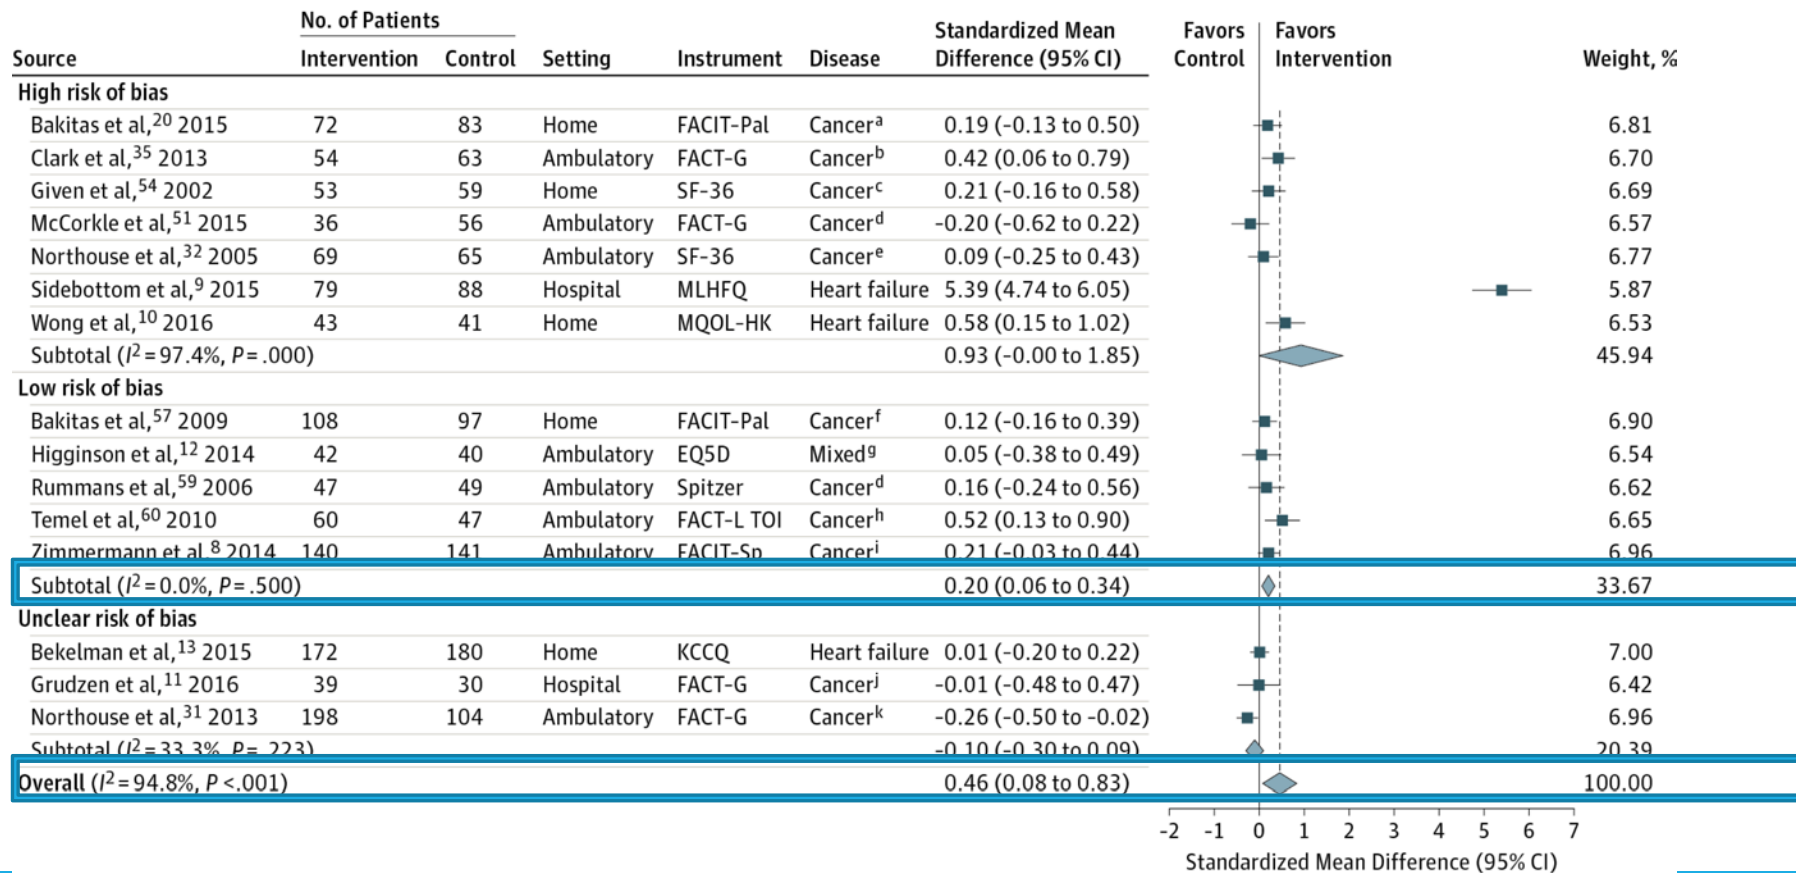 No. of Patients
Standardized Mean Favors Favors
Source Intervention Control Setting Instrument Disease Difference (95% CI) Control Intervention Weight, %
High risk of bias
Bakitas et al,20 2015 72 83 Home FACIT-Pal Cancera 0.19 (-0.13 to 0.50) 6.81
Clark et al,35 2013 54 63 Ambulatory FACT-G Cancerb 0.42 (0.06 to 0.79) 6.70
Given et al,54 2002 53 59 Home SF-36 Cancerc 0.21 (-0.16 to 0.58) 6.69
McCorkle et al,51 2015 36 56 Ambulatory FACT-G Cancerd -0.20 (-0.62 to 0.22) 6.57
Northouse et al,32 2005 69 65 Ambulatory SF-36 Cancere 0.09 (-0.25 to 0.43) 6.77
Sidebottom et al,9 2015 79 88 Hospital MLHFQ Heart failure 5.39 (4.74 to 6.05) 5.87
Wong et al,10 2016 43 41 Home MQOL-HK Heart failure 0.58 (0.15 to 1.02) 6.53
Subtotal (I2=97.4%, P=.000) 0.93 (-0.00 to 1.85) 45.94
Low risk of bias
Bakitas et al,57 2009 108 97 Home FACIT-Pal Cancerf 0.12 (-0.16 to 0.39) 6.90
Higginson et al,12 2014 42 40 Ambulatory EQ5D Mixedg 0.05 (-0.38 to 0.49) 6.54
Rummans et al,59 2006 47 49 Ambulatory Spitzer Cancerd 0.16 (-0.24 to 0.56) 6.62
Temel et al,60 2010 60 47 Ambulatory FACT-L TOI Cancerh 0.52 (0.13 to 0.90) 6.65
Zimmermann et al,8 2014 140 141 Ambulatory FACIT-Sp Canceri 0.21 (-0.03 to 0.44) 6.96
Subtotal (I2=0.0%, P=.500) 0.20 (0.06 to 0.34) 33.67
Unclear risk of bias
Bekelman et al,13 2015 172 180 Home KCCQ Heart failure 0.01 (-0.20 to 0.22) 7.00
Grudzen et al,11 2016 39 30 Hospital FACT-G Cancerj -0.01 (-0.48 to 0.47) 6.42
Northouse et al,31 2013 198 104 Ambulatory FACT-G Cancerk -0.26 (-0.50 to -0.02) 6.96
Subtotal (I2=33.3%, P=.223) -0.10 (-0.30 to 0.09) 20.39
Overall (I2=94.8%, P<.001) 0.46 (0.08 to 0.83) 100.00
-2 -1 0 1 2 3 4 5 6 7
Standardized Mean Difference (95% CI)